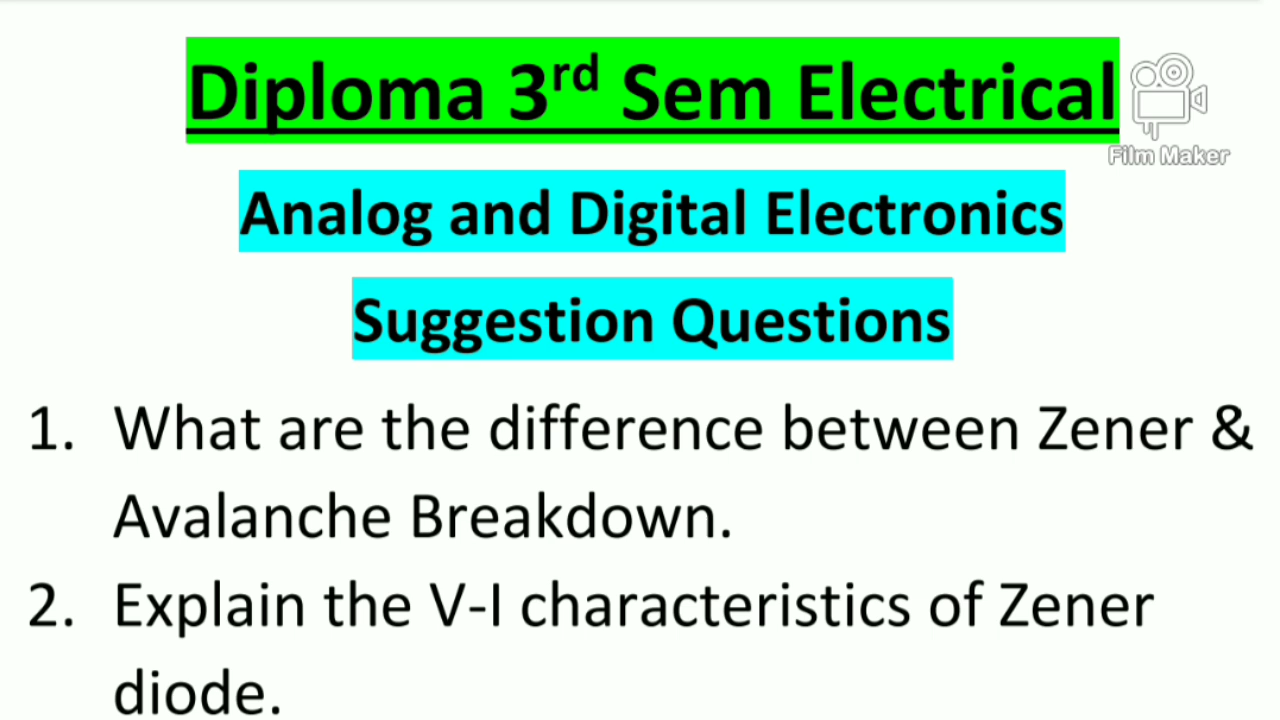 Diploma 3rd Sem Electrical
Film Maker
Analog and Digital Electronics
Suggestion Questions
1. What are the difference between Zener &
Avalanche Breakdown.
2. Explain the V-I characteristics of Zener
diode.